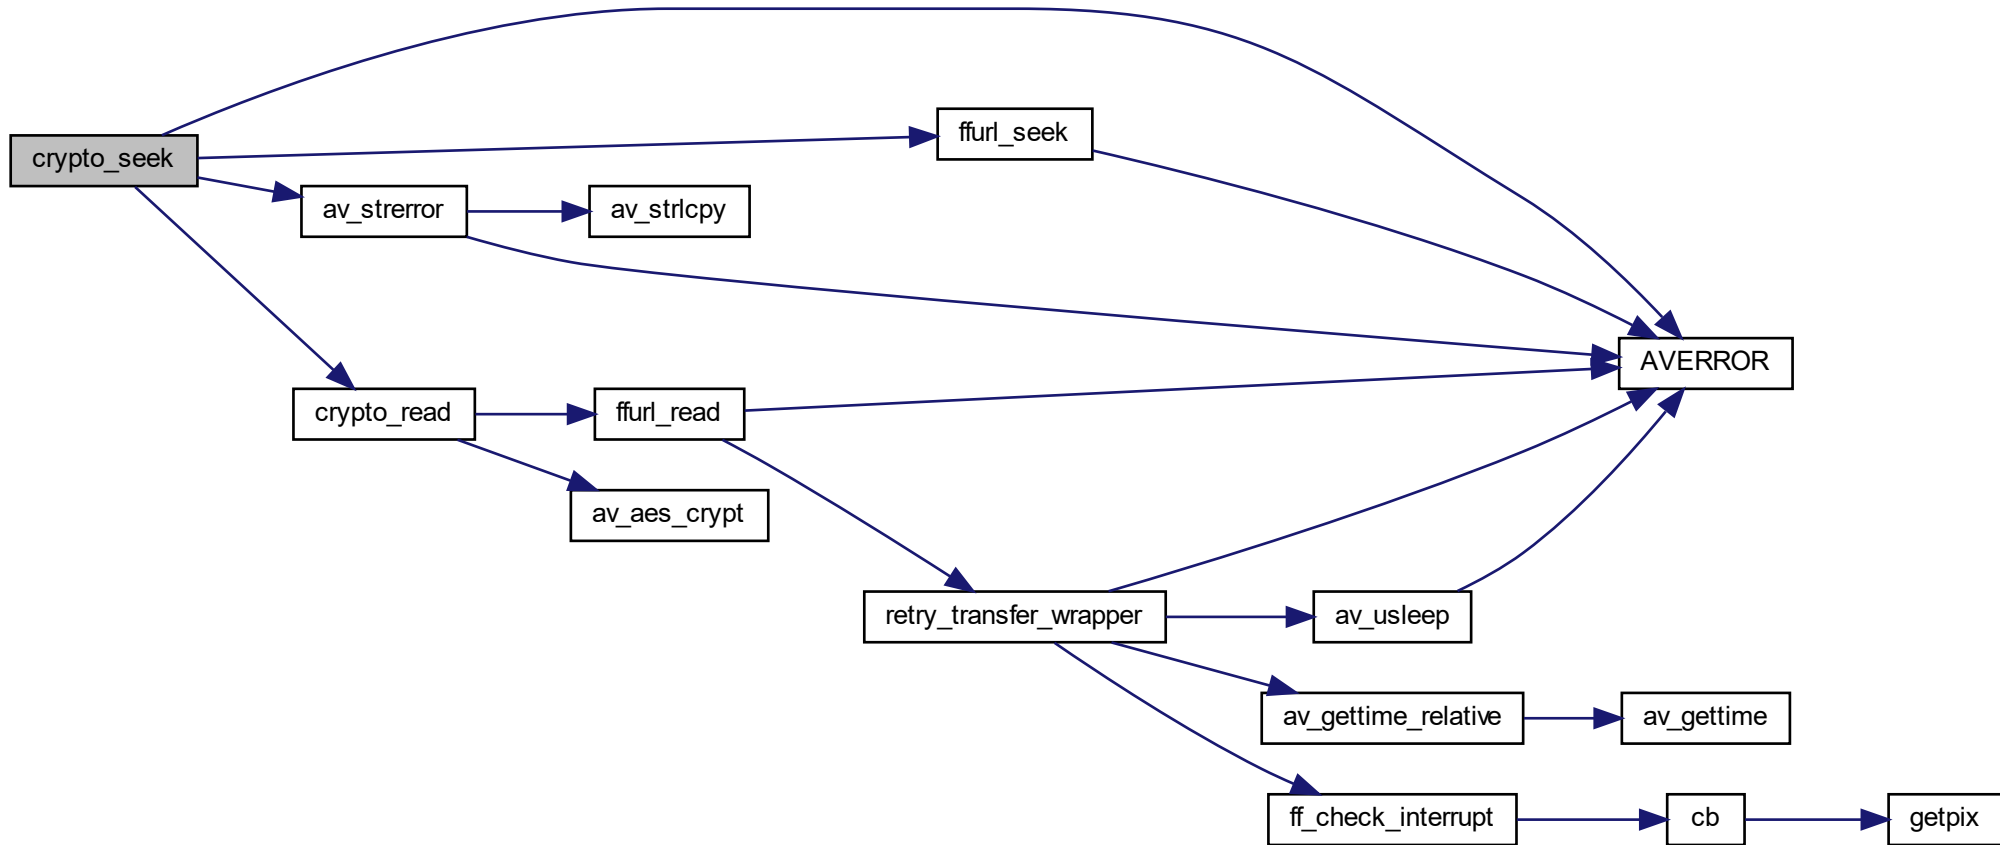 crypto_seek
ffurl_seek
av_strerror
av_strlcpy
AVERROR
crypto_read
ffurl_read
av_aes_crypt
retry_transfer_wrapper
av_usleep
av_gettime_relative
av_gettime
ff_check_interrupt
cb
getpix